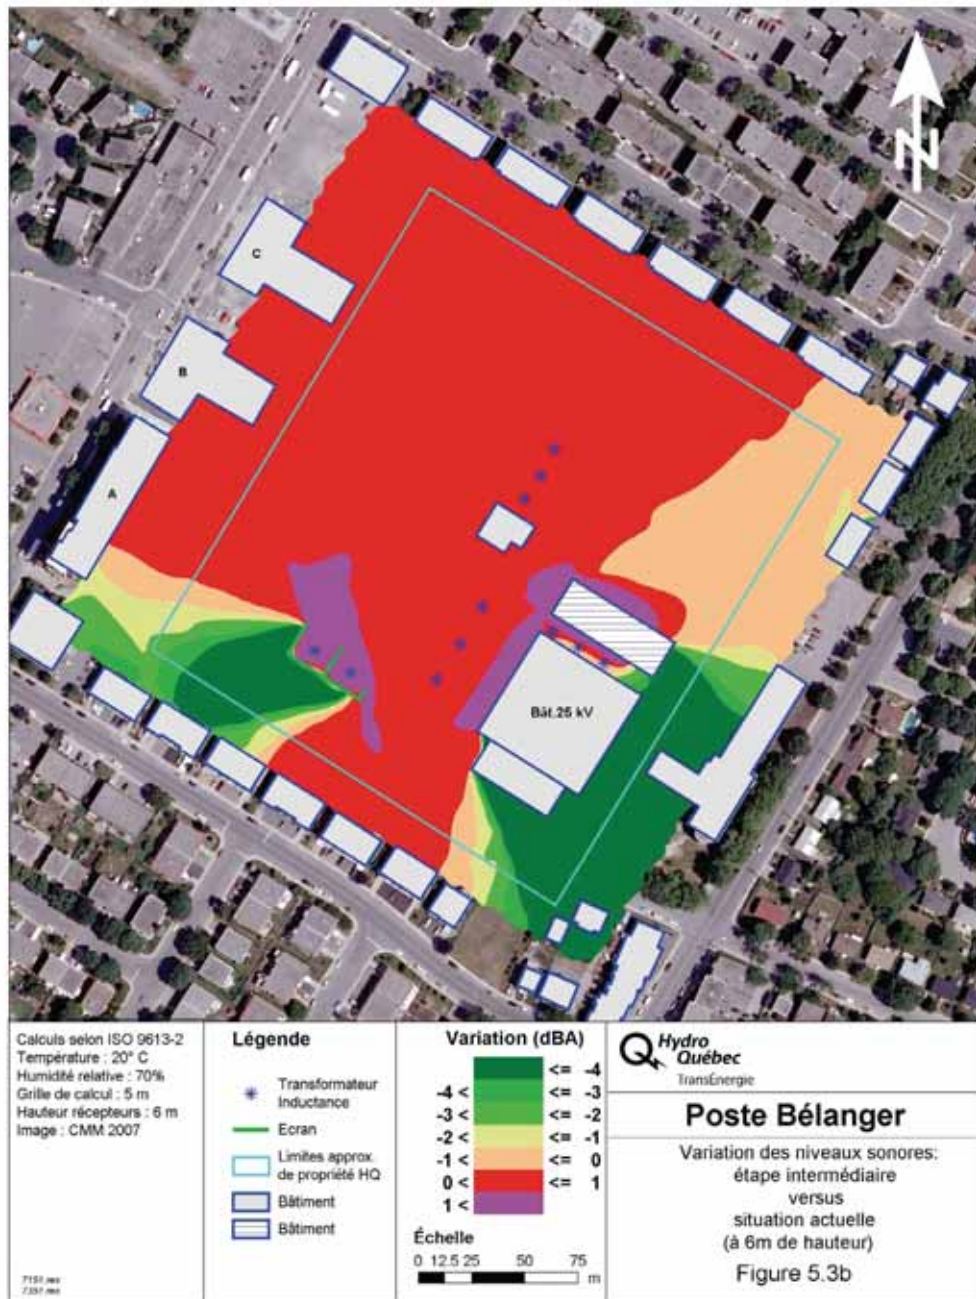 N
C
B
A
Bât.25 kV
Calculs selon ISO 9613-2
Température : 20° C
Humidité relative : 70%
Grille de calcul : 5 m
Hauteur récepteurs : 6 m
Image : CMM 2007
Légende
Transformateur
Inductance
Ecran
Limites approx.
de propriété HQ
Bâtiment
Bâtiment
Variation (dBA)
<= -4
-4 < <= -3
-3 < <= -2
-2 < <= -1
-1 < <= 0
0 < <= 1
1 <
Échelle
0 12.5 25 50 75
m
Hydro
Québec
TransÉnergie
Poste Bélanger
Variation des niveaux sonores:
étape intermédiaire
versus
situation actuelle
(à 6m de hauteur)
Figure 5.3b